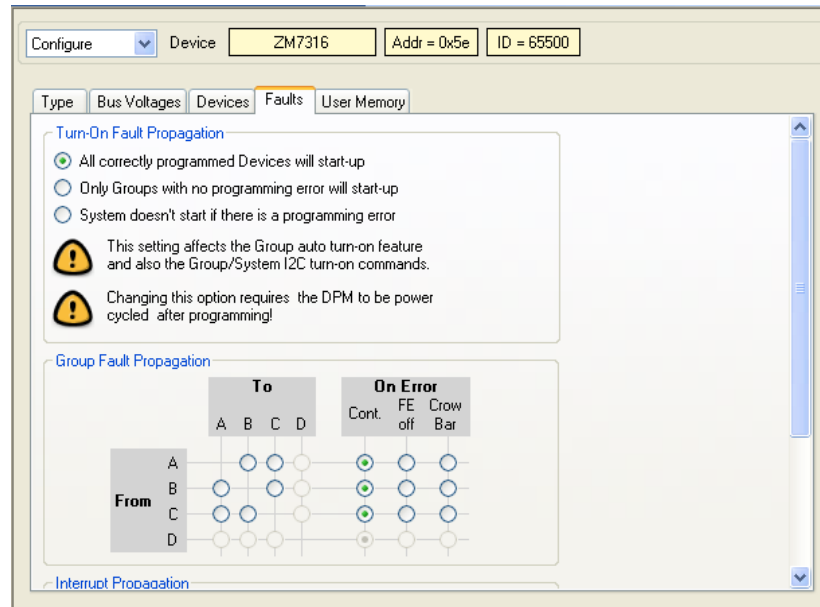 Configure Device ZM7316 Addr = 0x5e ID = 65500
Type Bus Voltages Devices Faults User Memory
Turn-On Fault Propagation
All correctly programmed Devices will start-up
Only Groups with no programming error will start-up
System doesn't start if there is a programming error
This setting affects the Group auto turn-on feature
and also the Group/System I2C turn-on commands.
Changing this option requires the DPM to be power
cycled after programming!
Group Fault Propagation
To On Error
A B C D Cont. FE off Crow Bar
From
A
B
C
D
Interrupt Propagation